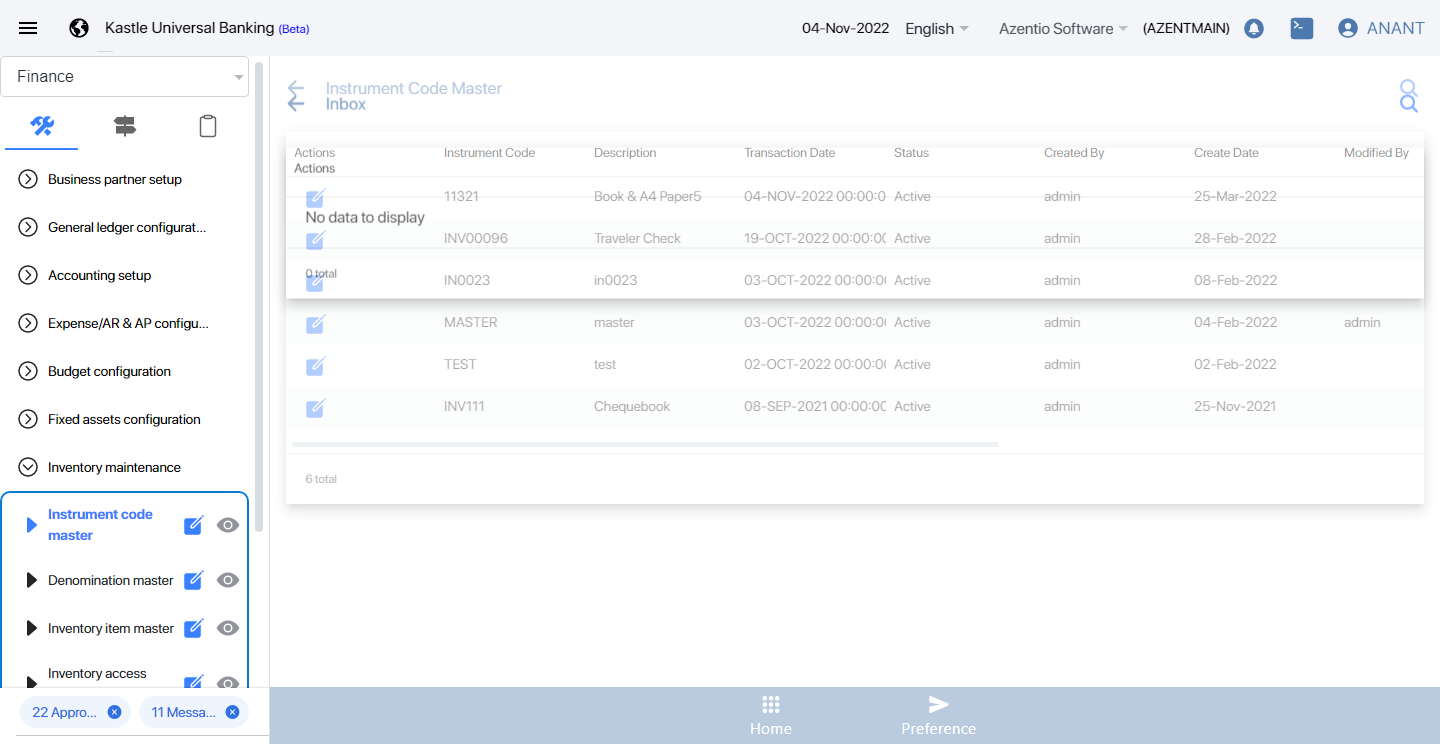 Kastle Universal Banking (Beta)
04-Nov-2022
English
Azentio Software
(AZENTMAIN)
ANANT
Finance
Business partner setup
General ledger configurat...
Accounting setup
Expense/AR & AP configu...
Budget configuration
Fixed assets configuration
Inventory maintenance
Instrument code
master
Denomination master
Inventory item master
Inventory access
22 Appro...
11 Messa...
Instrument Code Master
Inbox
Actions Instrument Code Description Transaction Date Status Created By Create Date Modified By
Actions
11321 Book & A4 Paper5 04-NOV-2022 00:00:0 Active admin 25-Mar-2022
No data to display
INV00096 Traveler Check 19-OCT-2022 00:00:00 Active admin 28-Feb-2022
0 total
IN0023 in0023 03-OCT-2022 00:00:0 Active admin 08-Feb-2022
MASTER master 03-OCT-2022 00:00:0 Active admin 04-Feb-2022 admin
TEST test 02-OCT-2022 00:00:0 Active admin 02-Feb-2022
INV111 Chequebook 08-SEP-2021 00:00:00 Active admin 25-Nov-2021
6 total
Home
Preference